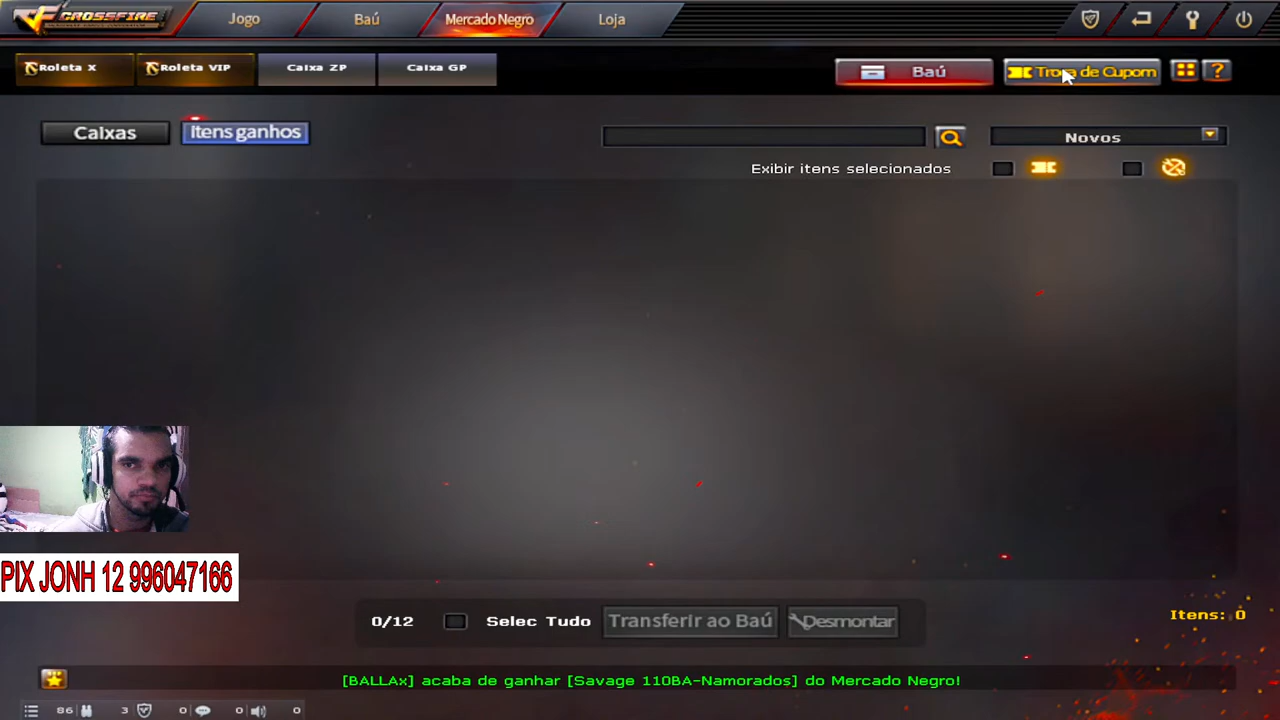 CROSSFIRE
Jogo
Baú
Mercado Negro
Loja
Roleta X
Roleta VIP
Caixa ZP
Caixa GP
Baú
Troca de Cupom
?
Caixas
Itens ganhos
Novos
Exibir itens selecionados
PIX JONH 12 996047166
0/12
Selec Tudo
Transferir ao Baú
Desmontar
Itens: 0
[BALLAx] acaba de ganhar [Savage 110BA-Namorados] do Mercado Negro!
86
3
0
0
0